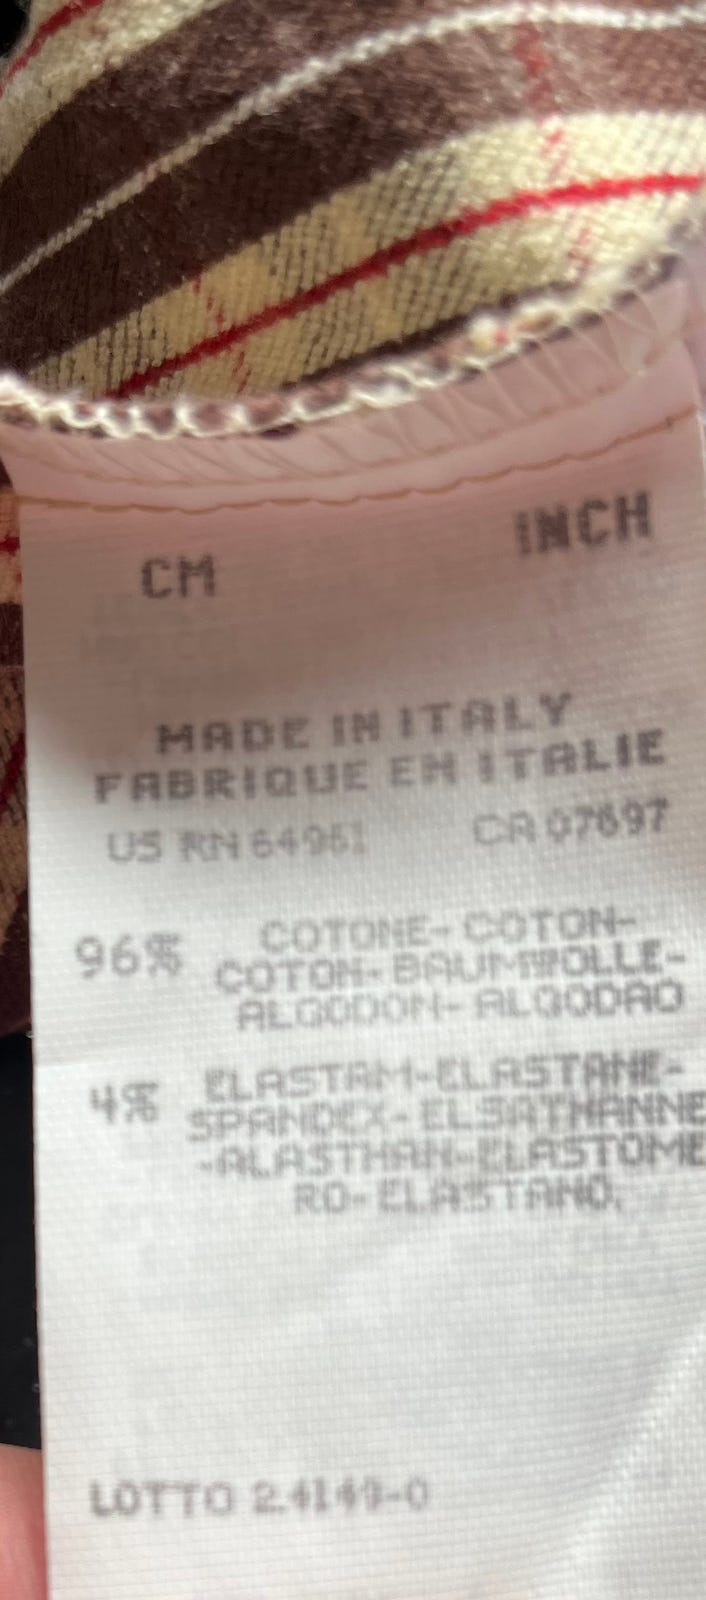 CM INCH
MADE IN ITALY
FABRIQUE EN ITALIE
US RN 64961 CA 07697
96% COTONE-COTON-
COTON-BAUMWOLLE-
ALGODON-ALGODAO
4% ELASTAM-ELASTANE-
SPANDEX-ELSATHANNE
-ALASTHAN-ELASTOME
RO-ELASTANO.
LOTTO 2.4149-0